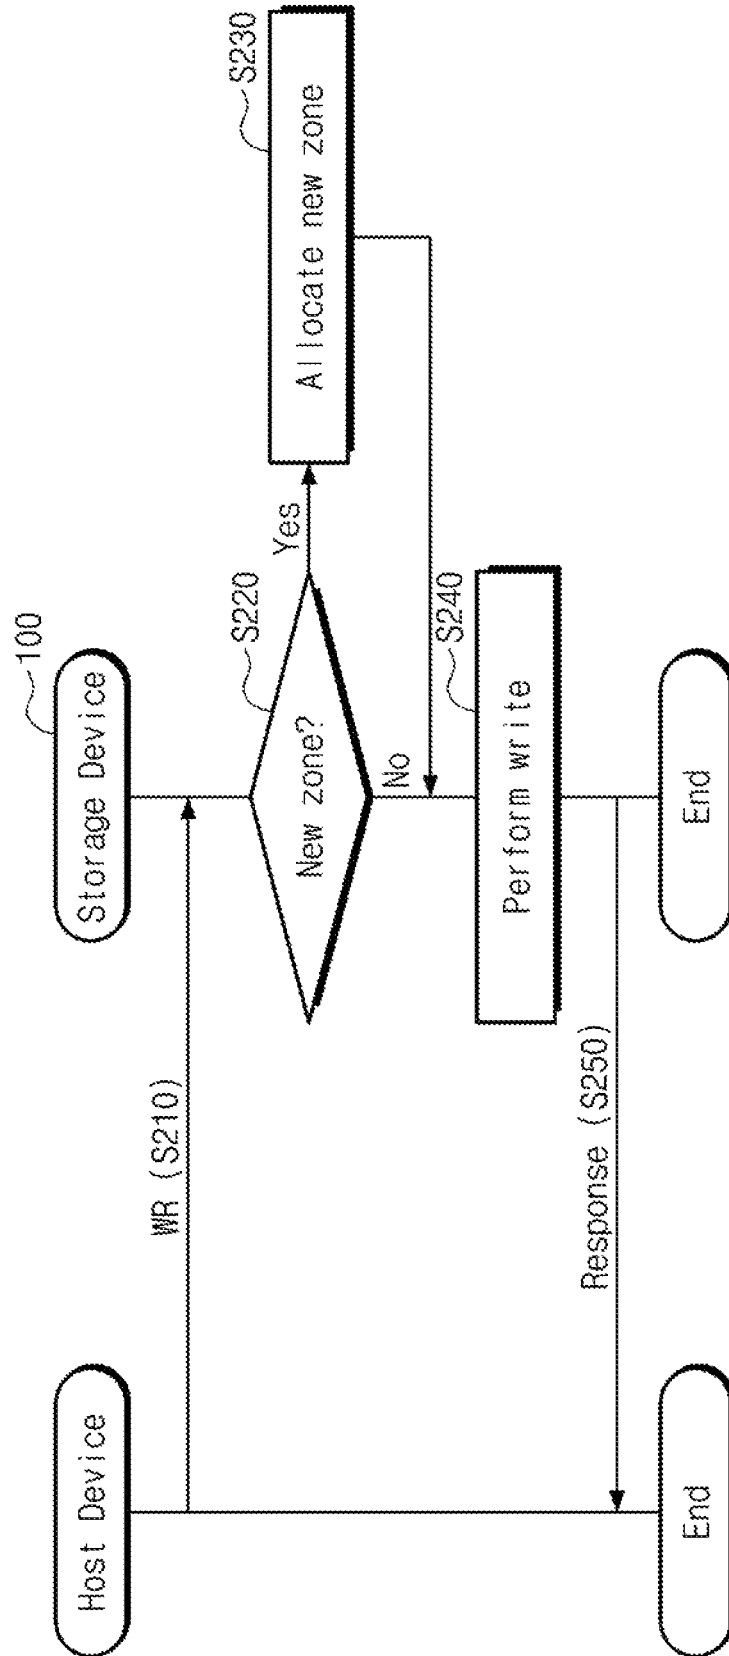 Host Device
Storage Device
100
WR (S210)
New zone?
S220
Yes
Allocate new zone
S230
No
Perform write
S240
Response (S250)
End
End